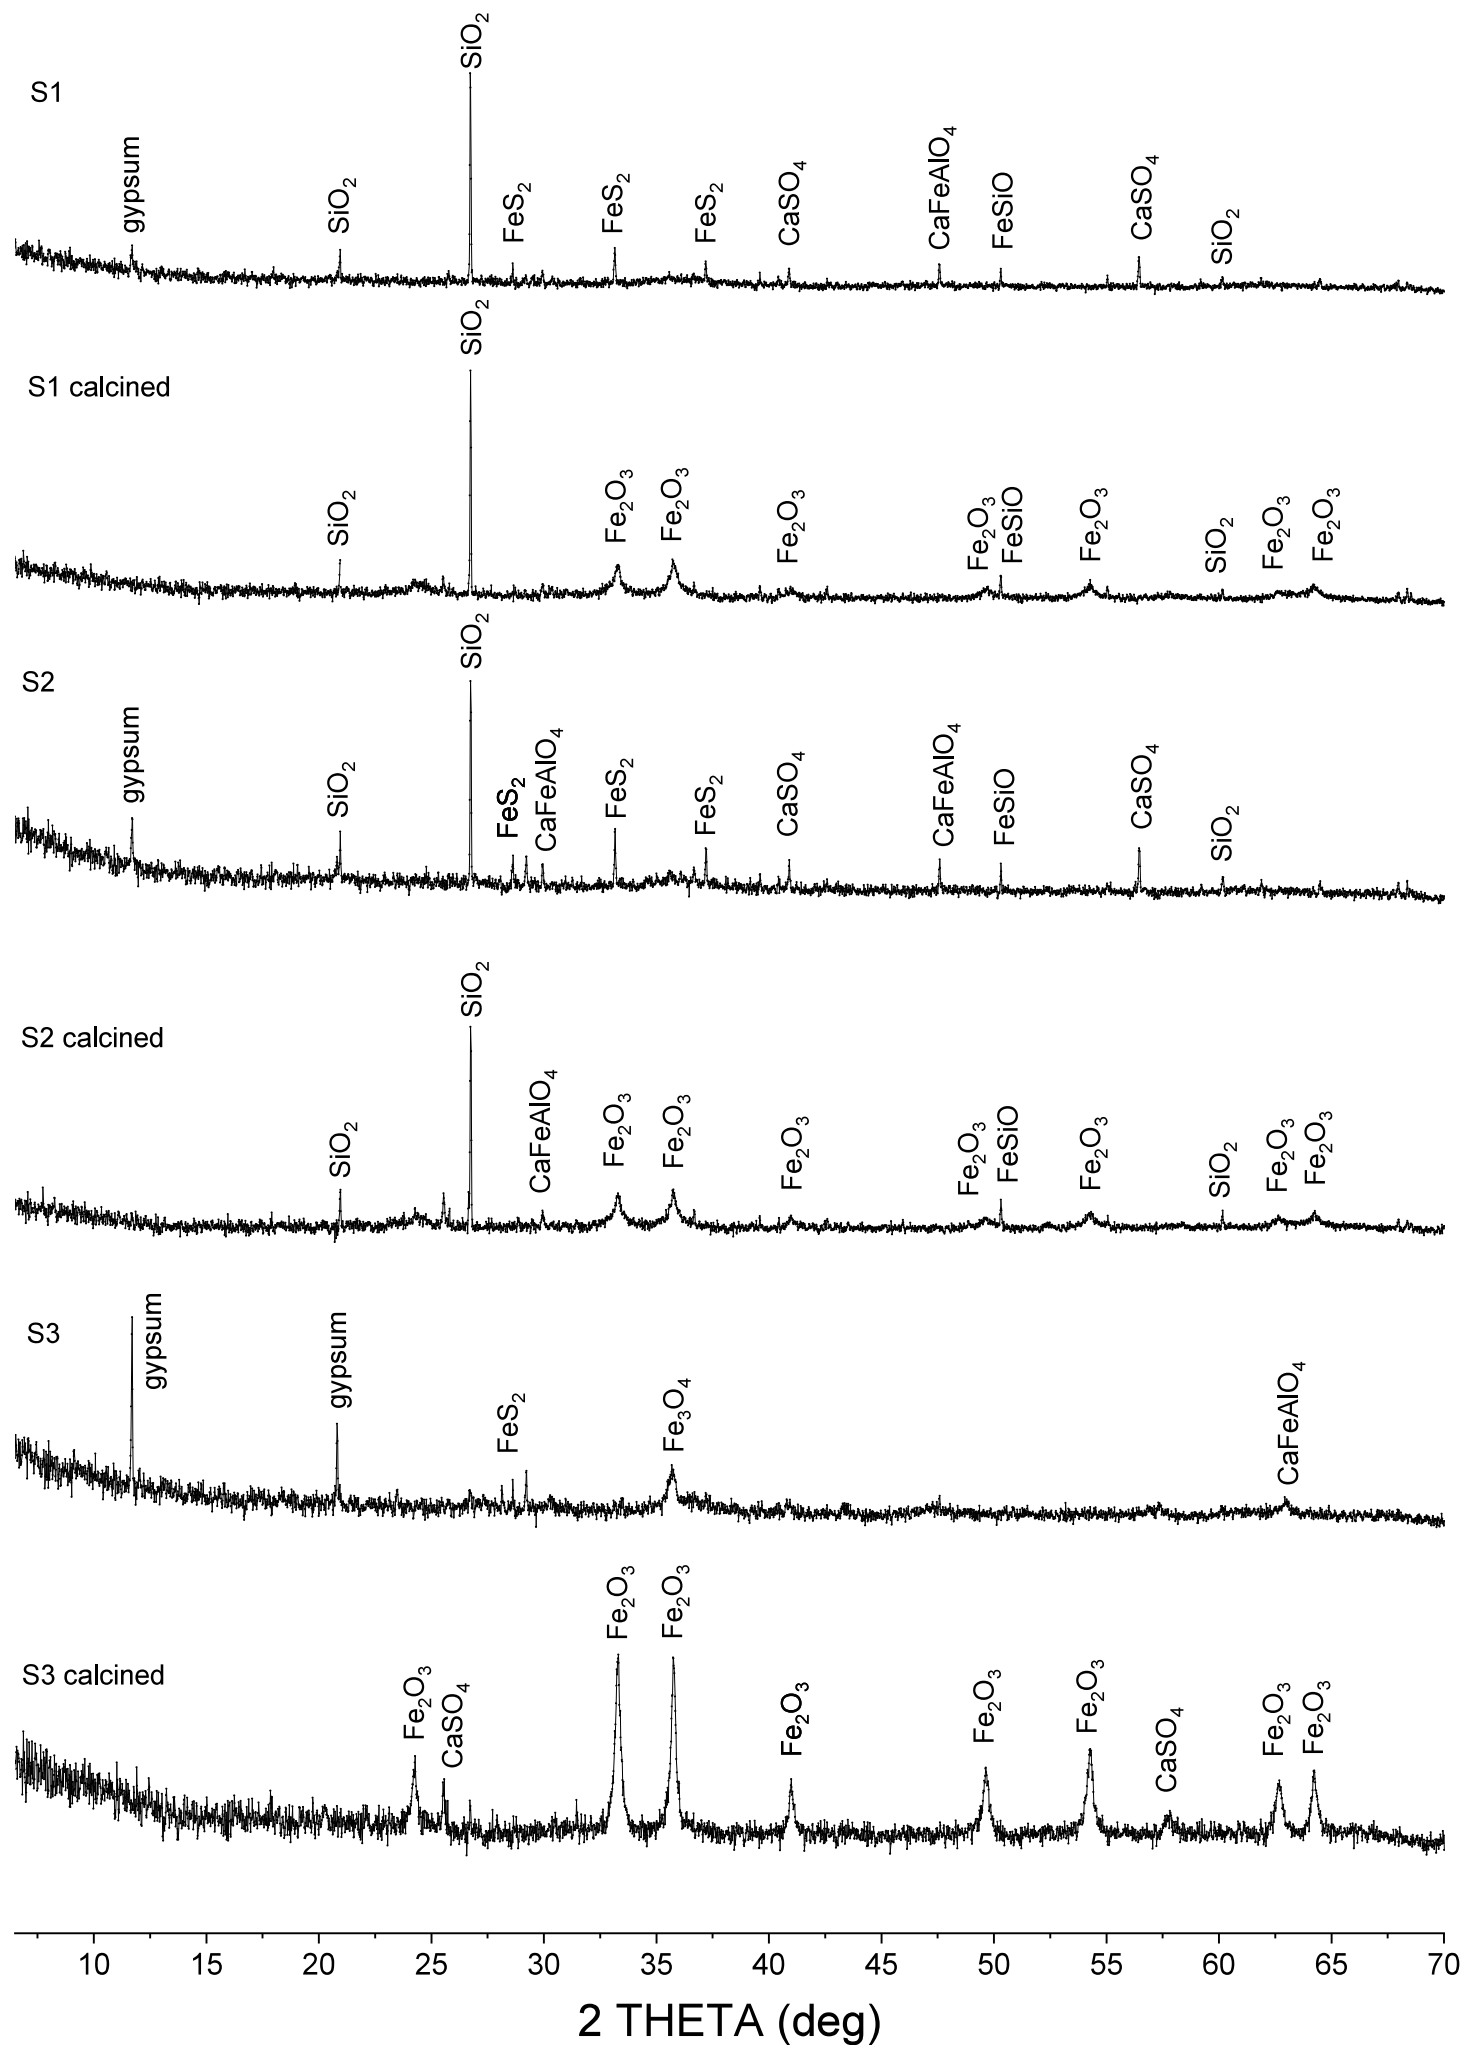 S1
gypsum
SiO₂
SiO₂
FeS₂
FeS₂
FeS₂
CaSO₄
CaFeAlO₄
FeSiO
CaSO₄
SiO₂
S1 calcined
SiO₂
SiO₂
Fe₂O₃
Fe₂O₃
Fe₂O₃
Fe₂O₃
FeSiO
Fe₂O₃
SiO₂
Fe₂O₃
Fe₂O₃
S2
gypsum
SiO₂
SiO₂
FeS₂
CaFeAlO₄
FeS₂
FeS₂
CaSO₄
CaFeAlO₄
FeSiO
CaSO₄
SiO₂
S2 calcined
SiO₂
SiO₂
CaFeAlO₄
Fe₂O₃
Fe₂O₃
Fe₂O₃
Fe₂O₃
FeSiO
Fe₂O₃
SiO₂
Fe₂O₃
Fe₂O₃
S3
gypsum
gypsum
FeS₂
Fe₃O₄
CaFeAlO₄
S3 calcined
Fe₂O₃
CaSO₄
Fe₂O₃
Fe₂O₃
Fe₂O₃
Fe₂O₃
Fe₂O₃
CaSO₄
Fe₂O₃
Fe₂O₃
10 15 20 25 30 35 40 45 50 55 60 65 70
2 THETA (deg)